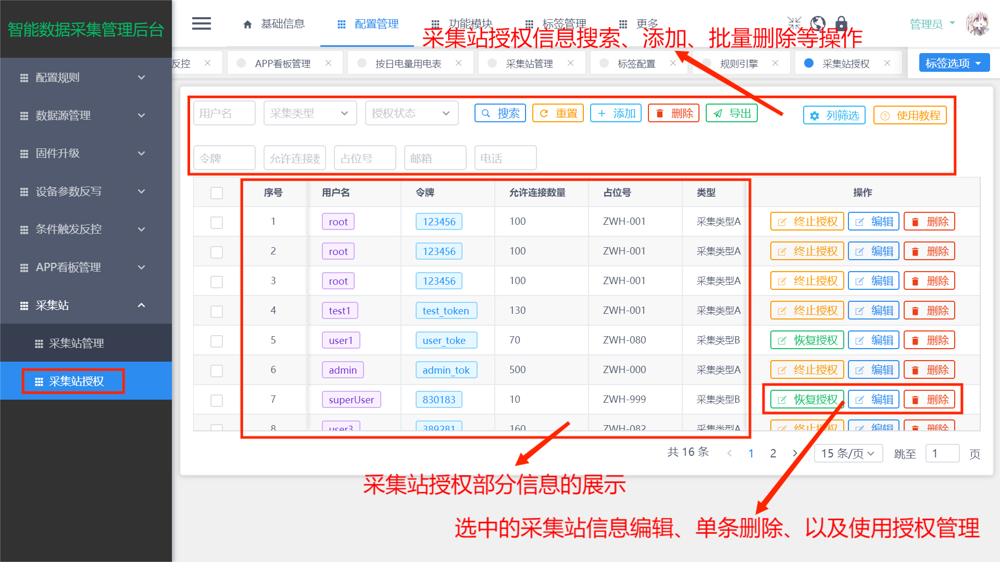 智能数据采集管理后台
基础信息
配置管理
功能模块
标签管理
更多
管理员
采集站授权信息搜索、添加、批量删除等操作
反控
APP看板管理
按日电量用电表
采集站管理
标签配置
规则引擎
采集站授权
标签选项
配置规则
数据源管理
固件升级
设备参数反写
条件触发反控
APP看板管理
采集站
采集站管理
采集站授权
用户名 采集类型 授权状态 搜索 重置 添加 删除 导出 列筛选 使用教程
令牌 允许连接数 占位号 邮箱 电话
序号 用户名 令牌 允许连接数量 占位号 类型 操作
1 root 123456 100 ZWH-001 采集类型A 终止授权 编辑 删除
2 root 123456 100 ZWH-001 采集类型A 终止授权 编辑 删除
3 root 123456 100 ZWH-001 采集类型A 终止授权 编辑 删除
4 test1 test_token 130 ZWH-001 采集类型A 终止授权 编辑 删除
5 user1 user_toke 70 ZWH-080 采集类型B 恢复授权 编辑 删除
6 admin admin_tok 500 ZWH-000 采集类型A 终止授权 编辑 删除
7 superUser 830183 10 ZWH-999 采集类型B 恢复授权 编辑 删除
8 user3 389281 160 ZWH-082 采集类型A 终止授权 编辑 删除
共 16 条 1 2 15 条/页 跳至 1 页
采集站授权部分信息的展示
选中的采集站信息编辑、单条删除、以及使用授权管理